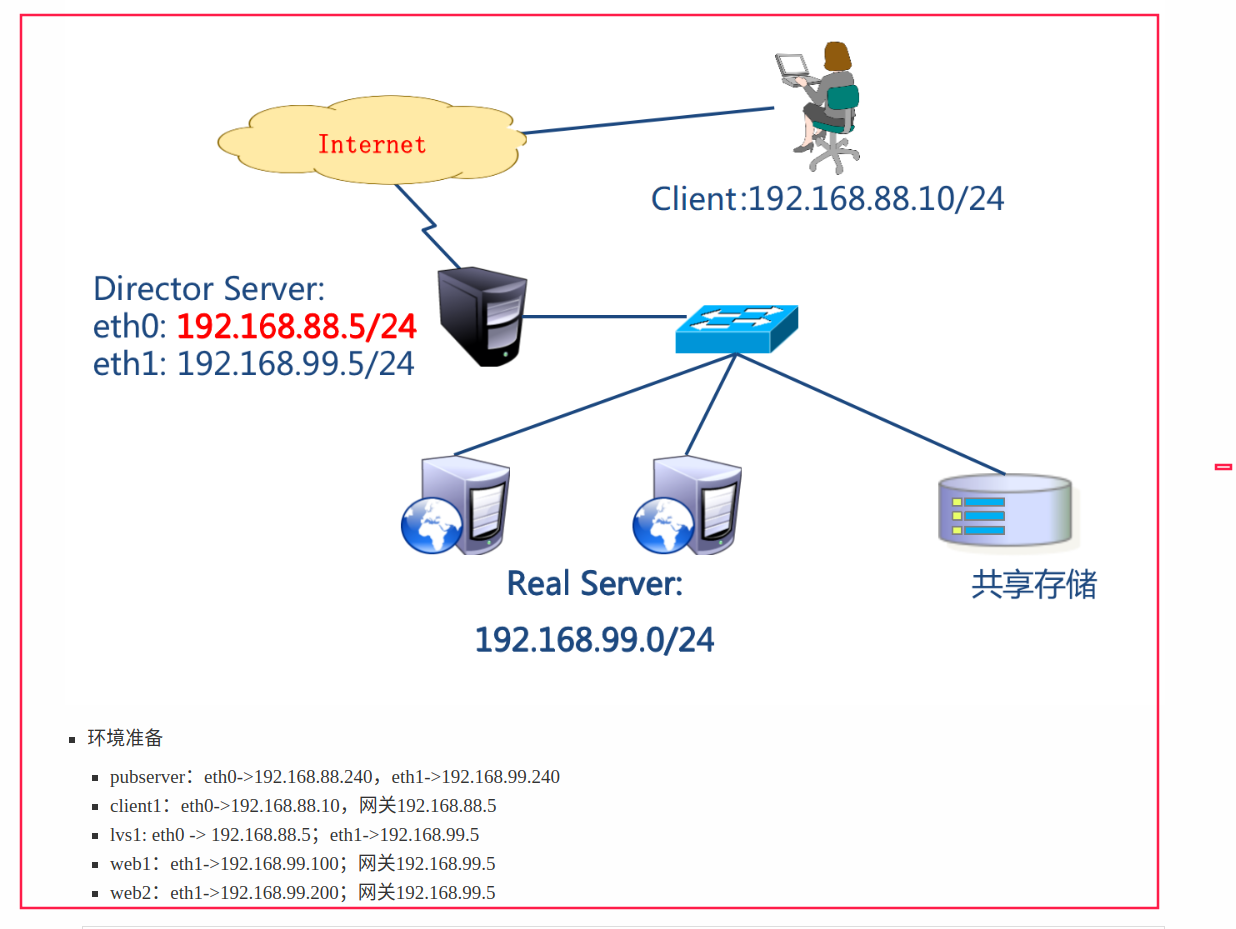 Internet
Client:192.168.88.10/24
Director Server:
eth0: 192.168.88.5/24
eth1: 192.168.99.5/24
Real Server:
192.168.99.0/24
共享存储
环境准备
pubserver：eth0->192.168.88.240，eth1->192.168.99.240
client1：eth0->192.168.88.10，网关192.168.88.5
lvs1: eth0 -> 192.168.88.5；eth1->192.168.99.5
web1：eth1->192.168.99.100；网关192.168.99.5
web2：eth1->192.168.99.200；网关192.168.99.5